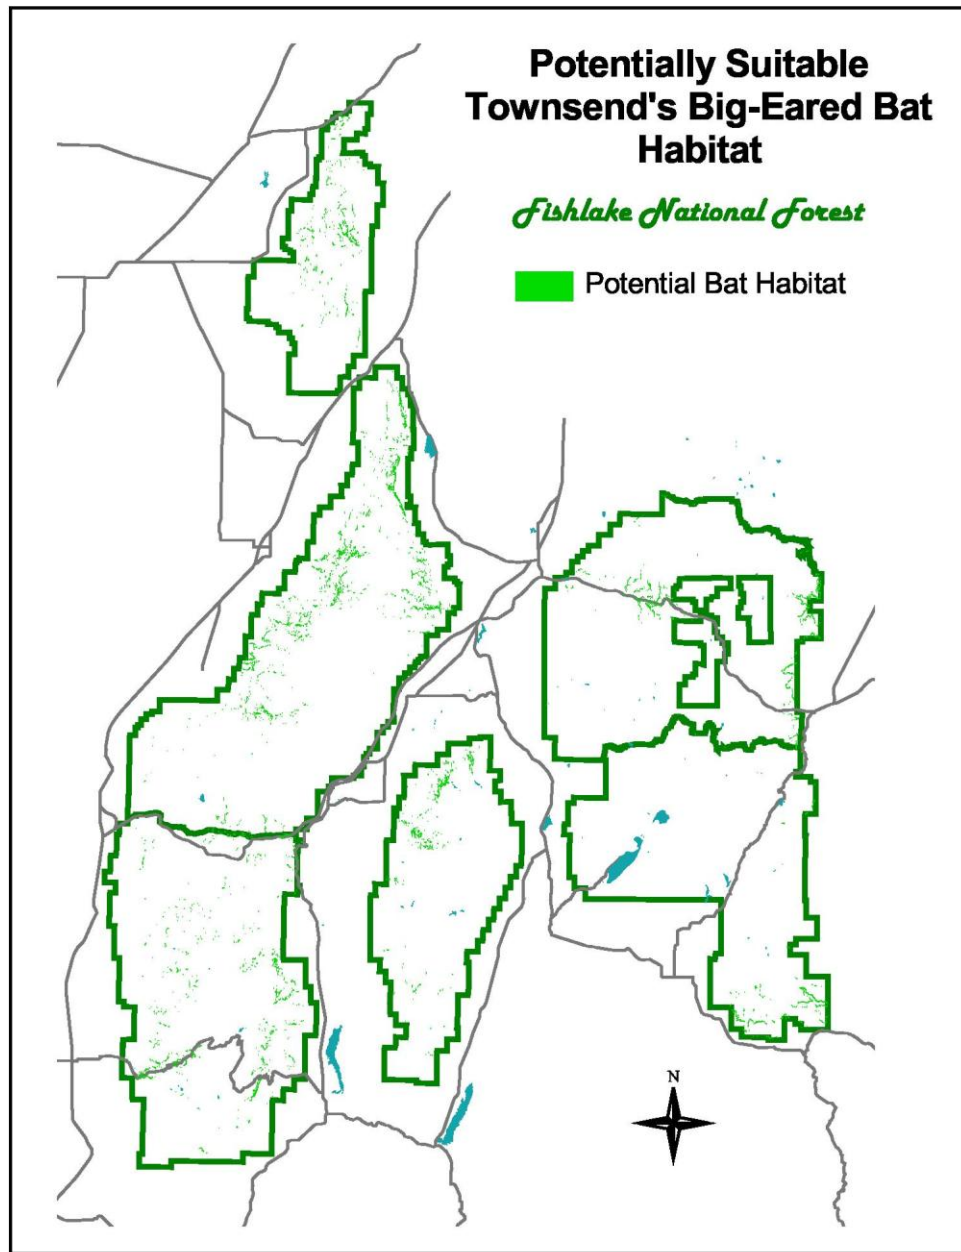 Potentially Suitable
Townsend's Big-Eared Bat
Habitat
Fishlake National Forest
Potential Bat Habitat
N